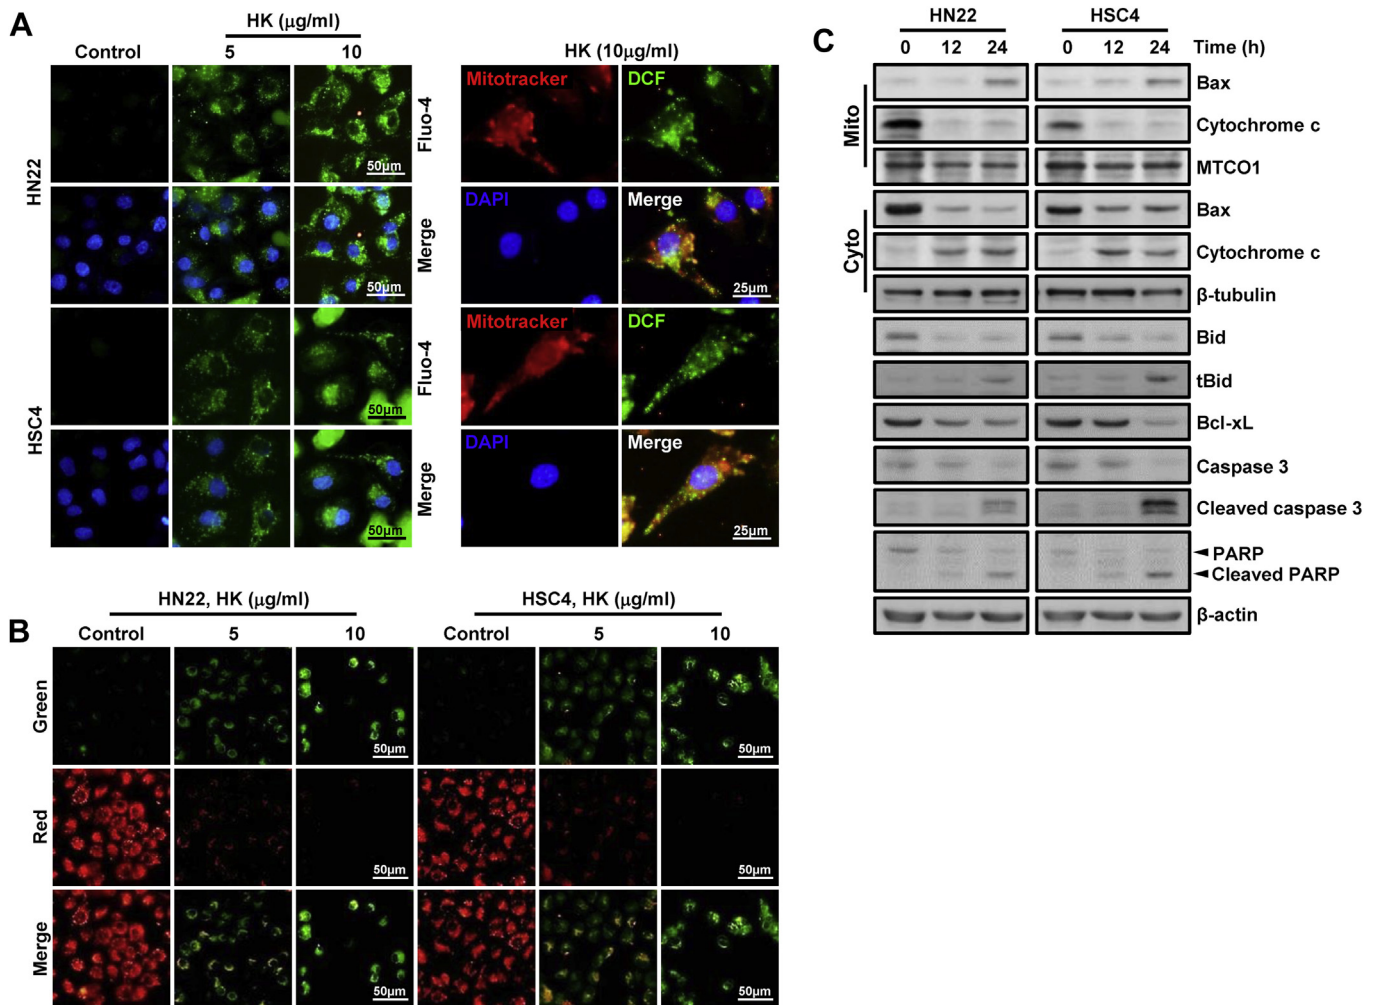 A
HK (μg/ml)
Control 5 10
HK (10μg/ml)
HN22
Fluo-4
50μm
Mitotracker
DCF
Merge
50μm
DAPI
Merge
25μm
HSC4
Fluo-4
50μm
Mitotracker
DCF
Merge
50μm
DAPI
Merge
25μm
B
HN22, HK (μg/ml)
HSC4, HK (μg/ml)
Control 5 10 Control 5 10
Green
50μm
50μm
Red
50μm
50μm
Merge
50μm
50μm
C
HN22 HSC4
0 12 24 0 12 24 Time (h)
Mito
Bax
Cytochrome c
MTCO1
Cyto
Bax
Cytochrome c
β-tubulin
Bid
tBid
Bcl-xL
Caspase 3
Cleaved caspase 3
PARP
Cleaved PARP
β-actin